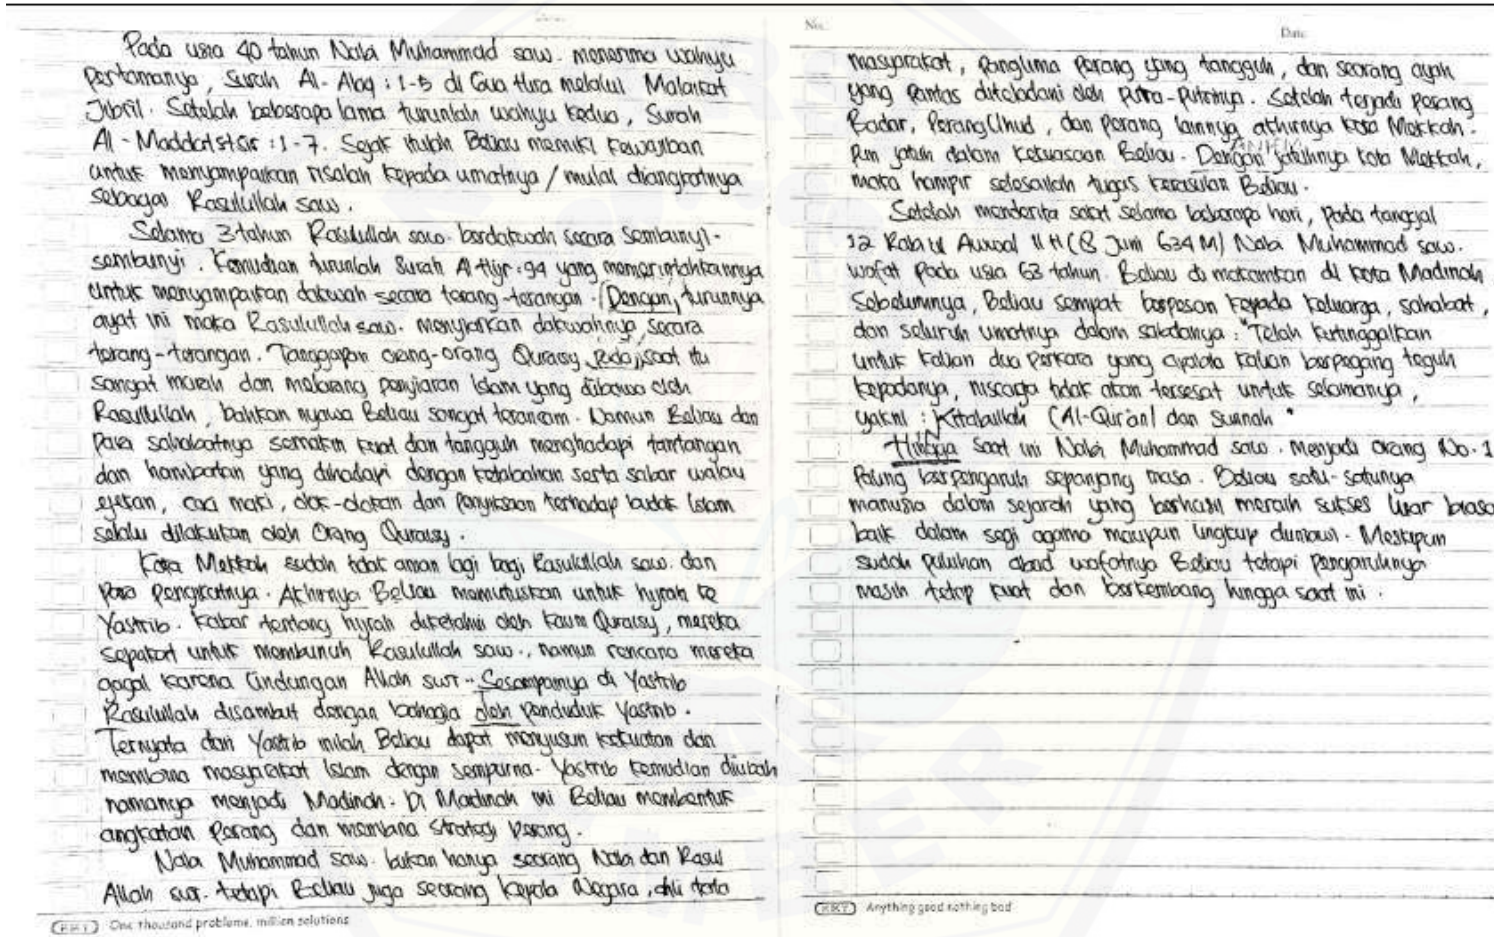 Pada usia 40 tahun Nabi Muhammad saw. menerima wahyu
pertamanya, Surah Al-Alaq : 1-5 di Gua Hira melalui Malaikat
Jibril. Setelah beberapa lama turunlah wahyu kedua, Surah
Al-Maddatstsir : 1-7. Sejak itulah Beliau memiki kewajiban
untuk menyampaikan risalah kepada umatnya / mulai diangkatnya
sebagai Rasulullah saw.
Selama 3 tahun Rasulullah saw. berdakwah secara sembunyi-
sembunyi. Kemudian turunlah Surah Al-Hijr : 94 yang memerintahkannya
untuk menyampaikan dakwah secara terang-terangan. (Dengan, turunnya
ayat ini maka Rasulullah saw. menyiarkan dakwahnya secara
terang-terangan. Tanggapan orang-orang Quraisy, pada saat itu
sangat marah dan melarang penyiaran Islam yang dibawa oleh
Rasulullah, bahkan nyawa Beliau sangat terancam. Namun Beliau dan
para sahabatnya semakin kuat dan tangguh menghadapi tantangan
dan hambatan yang dihadapi dengan ketabahan serta sabar walau
ejekan, caci maki, olok-olokan dan penyiksaan terhadap budak Islam
selalu dilakukan oleh Orang Quraisy.
Kota Mekkah sudah tidak aman lagi bagi Rasulullah saw. dan
para pengikutnya. Akhirnya Beliau memutuskan untuk hijrah ke
Yastrib. Kabar tentang hijrah diketahui oleh kaum Quraisy, mereka
sepakat untuk membunuh Rasulullah saw., namun rencana mereka
gagal karena lindungan Allah swt. Sesampainya di Yastrib
Rasulullah disambut dengan bahagia oleh penduduk Yastrib.
Ternyata dari Yastrib inilah Beliau dapat menyusun kekuatan dan
membina masyarakat Islam dengan sempurna. Yastrib kemudian diubah
namanya menjadi Madinah. Di Madinah ini Beliau membentuk
angkatan perang dan membina strategi perang.
Nabi Muhammad saw. bukan hanya seorang Nabi dan Rasul
Allah swt. tetapi Beliau juga seorang kepala Negara, ahli tata
KKY One thousand problems, million solutions
No.
Date
masyarakat, panglima perang yang tangguh, dan seorang ayah
yang pantas diteladani oleh putra-putrinya. Setelah terjadi perang
Badar, Perang Uhud, dan perang lainnya akhirnya kota Mekkah
pun jatuh dalam kekuasaan Beliau. Dengan jatuhnya kota Mekkah,
maka hampir selesailah tugas kerasulan Beliau.
Setelah menderita sakit selama beberapa hari, pada tanggal
12 Rabiul Auwal 11 H (8 Juni 634 M) Nabi Muhammad saw.
wafat pada usia 63 tahun. Beliau di makamkan di kota Madinah
Sebelumnya, Beliau sempat berpesan kepada keluarga, sahabat,
dan seluruh umatnya dalam sabdanya : "Telah kutinggalkan
untuk kalian dua perkara yang apabila kalian berpegang teguh
kepadanya, niscaya tidak akan tersesat untuk selamanya,
yakni : Kitabullah (Al-Qur'an) dan Sunnah"
Hingga saat ini Nabi Muhammad saw. menjadi orang No. 1
Paling berpengaruh sepanjang masa. Beliau satu-satunya
manusia dalam sejarah yang berhasil meraih sukses luar biasa
baik dalam segi agama maupun lingkup duniawi. Meskipun
sudah puluhan abad wafatnya Beliau tetapi pengaruhnya
masih tetap kuat dan berkembang hingga saat ini.
KKY Anything good nothing bad